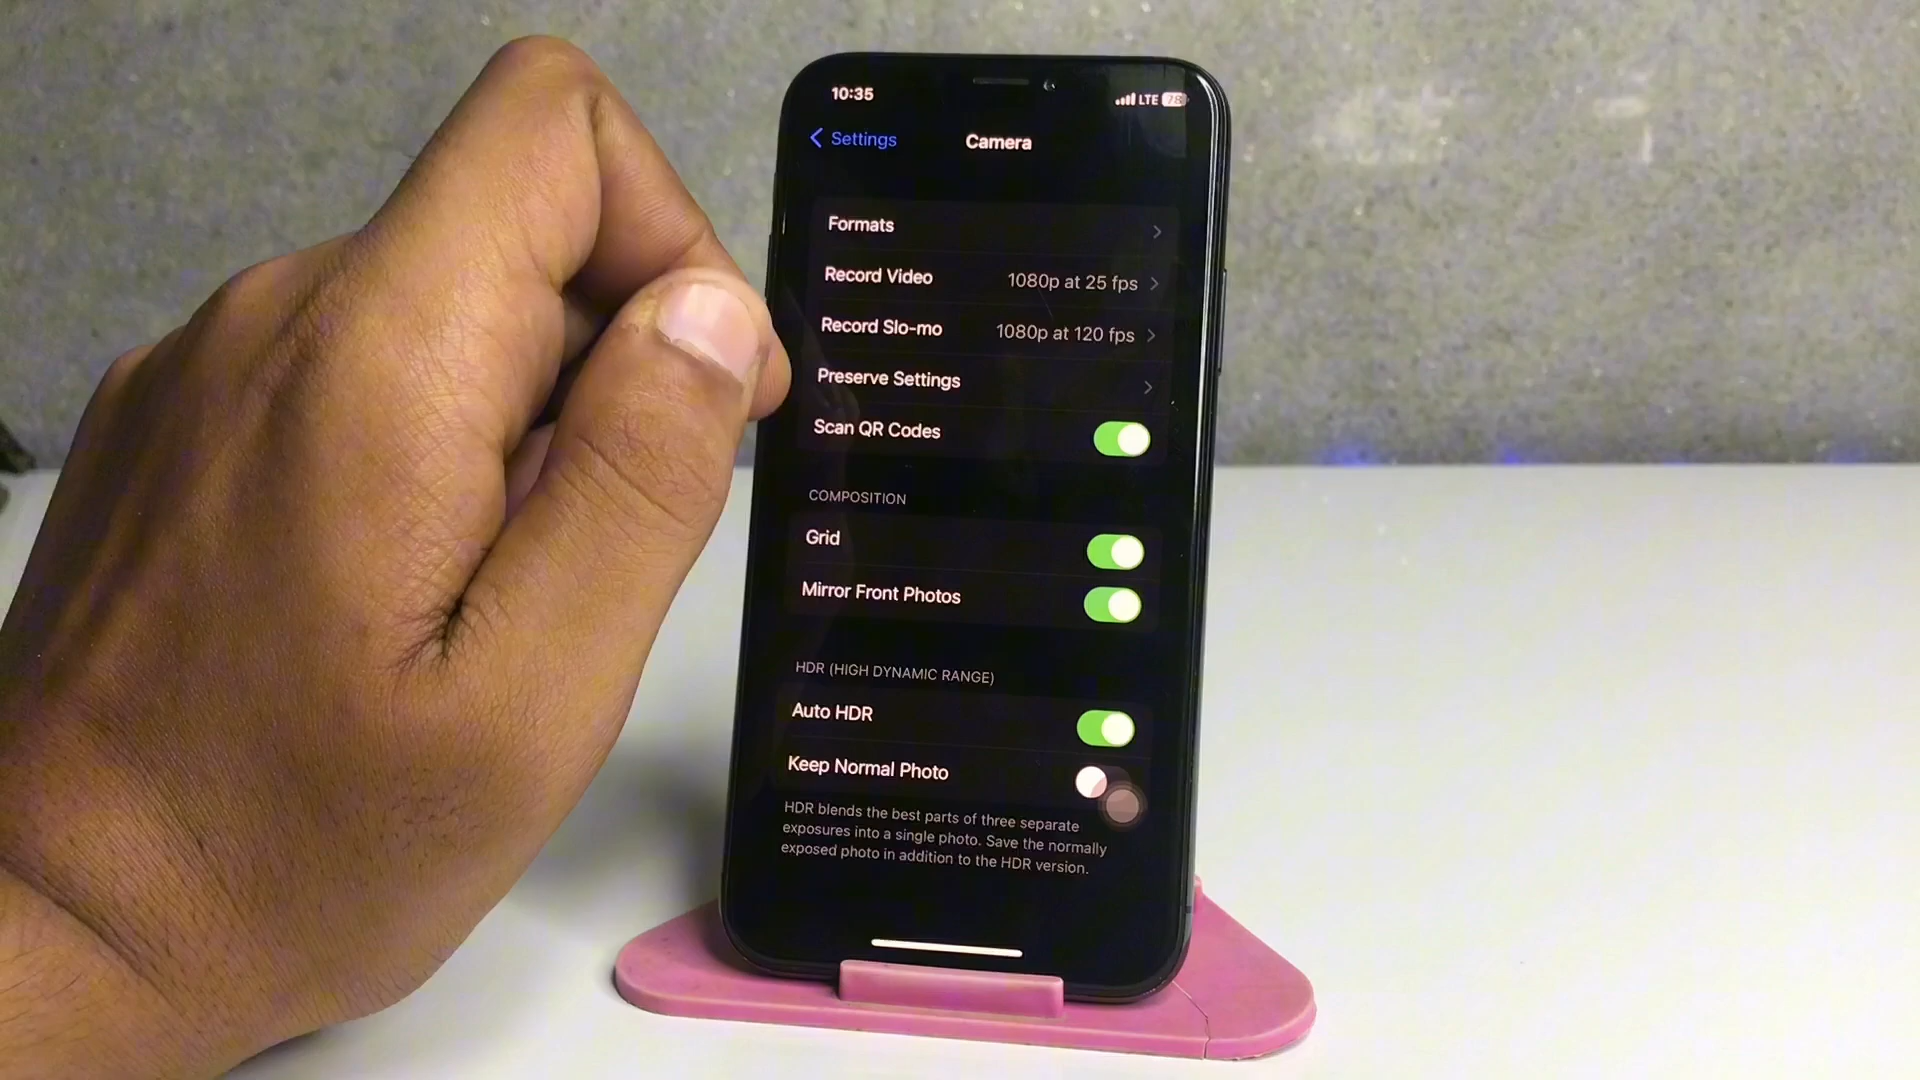 10:35
LTE 78
Settings
Camera
Formats
Record Video 1080p at 25 fps
Record Slo-mo 1080p at 120 fps
Preserve Settings
Scan QR Codes
COMPOSITION
Grid
Mirror Front Photos
HDR (HIGH DYNAMIC RANGE)
Auto HDR
Keep Normal Photo
HDR blends the best parts of three separate
exposures into a single photo. Save the normally
exposed photo in addition to the HDR version.